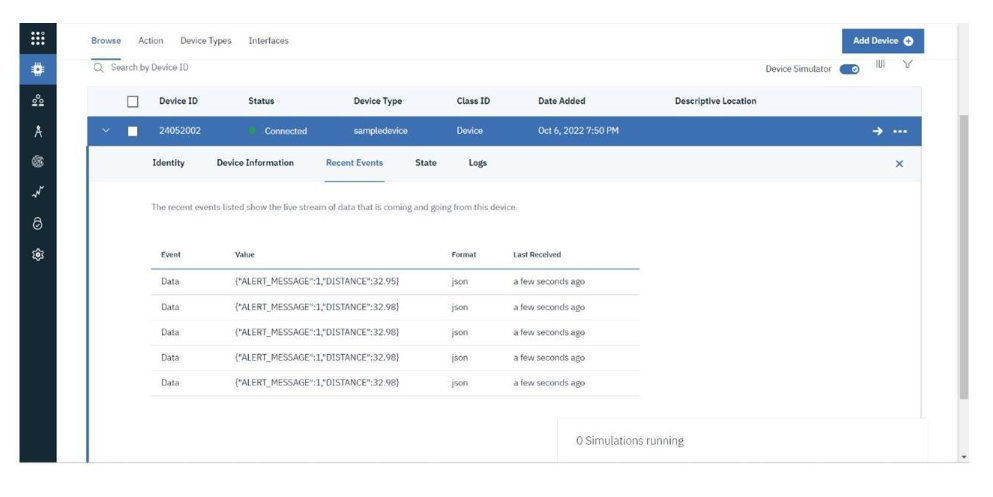 Browse Action Device Types Interfaces Add Device
Search by Device ID Device Simulator
Device ID Status Device Type Class ID Date Added Descriptive Location
24052002 Connected sampledevice Device Oct 6, 2022 7:50 PM
Identity Device Information Recent Events State Logs
The recent events listed show the live stream of data that is coming and going from this device.
Event Value Format Last Received
Data {"ALERT_MESSAGE":1,"DISTANCE":32.95} json a few seconds ago
Data {"ALERT_MESSAGE":1,"DISTANCE":32.98} json a few seconds ago
Data {"ALERT_MESSAGE":1,"DISTANCE":32.98} json a few seconds ago
Data {"ALERT_MESSAGE":1,"DISTANCE":32.98} json a few seconds ago
Data {"ALERT_MESSAGE":1,"DISTANCE":32.98} json a few seconds ago
0 Simulations running